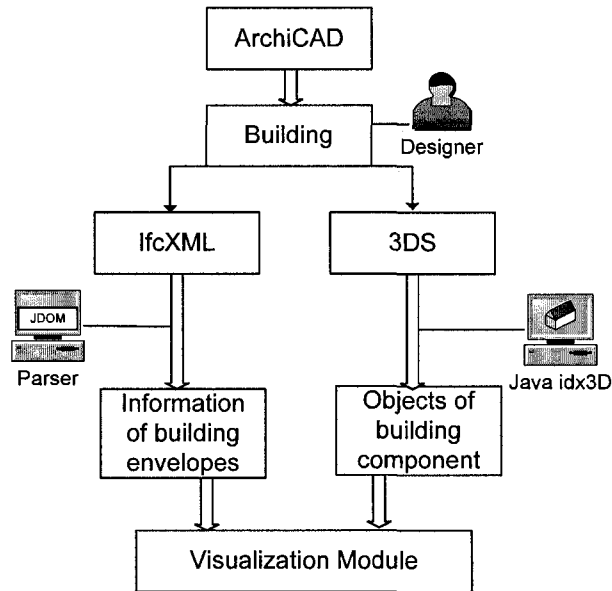 ArchiCAD
Building
Designer
IfcXML
3DS
JDOM
Parser
Java idx3D
Information
of building
envelopes
Objects of
building
component
Visualization Module